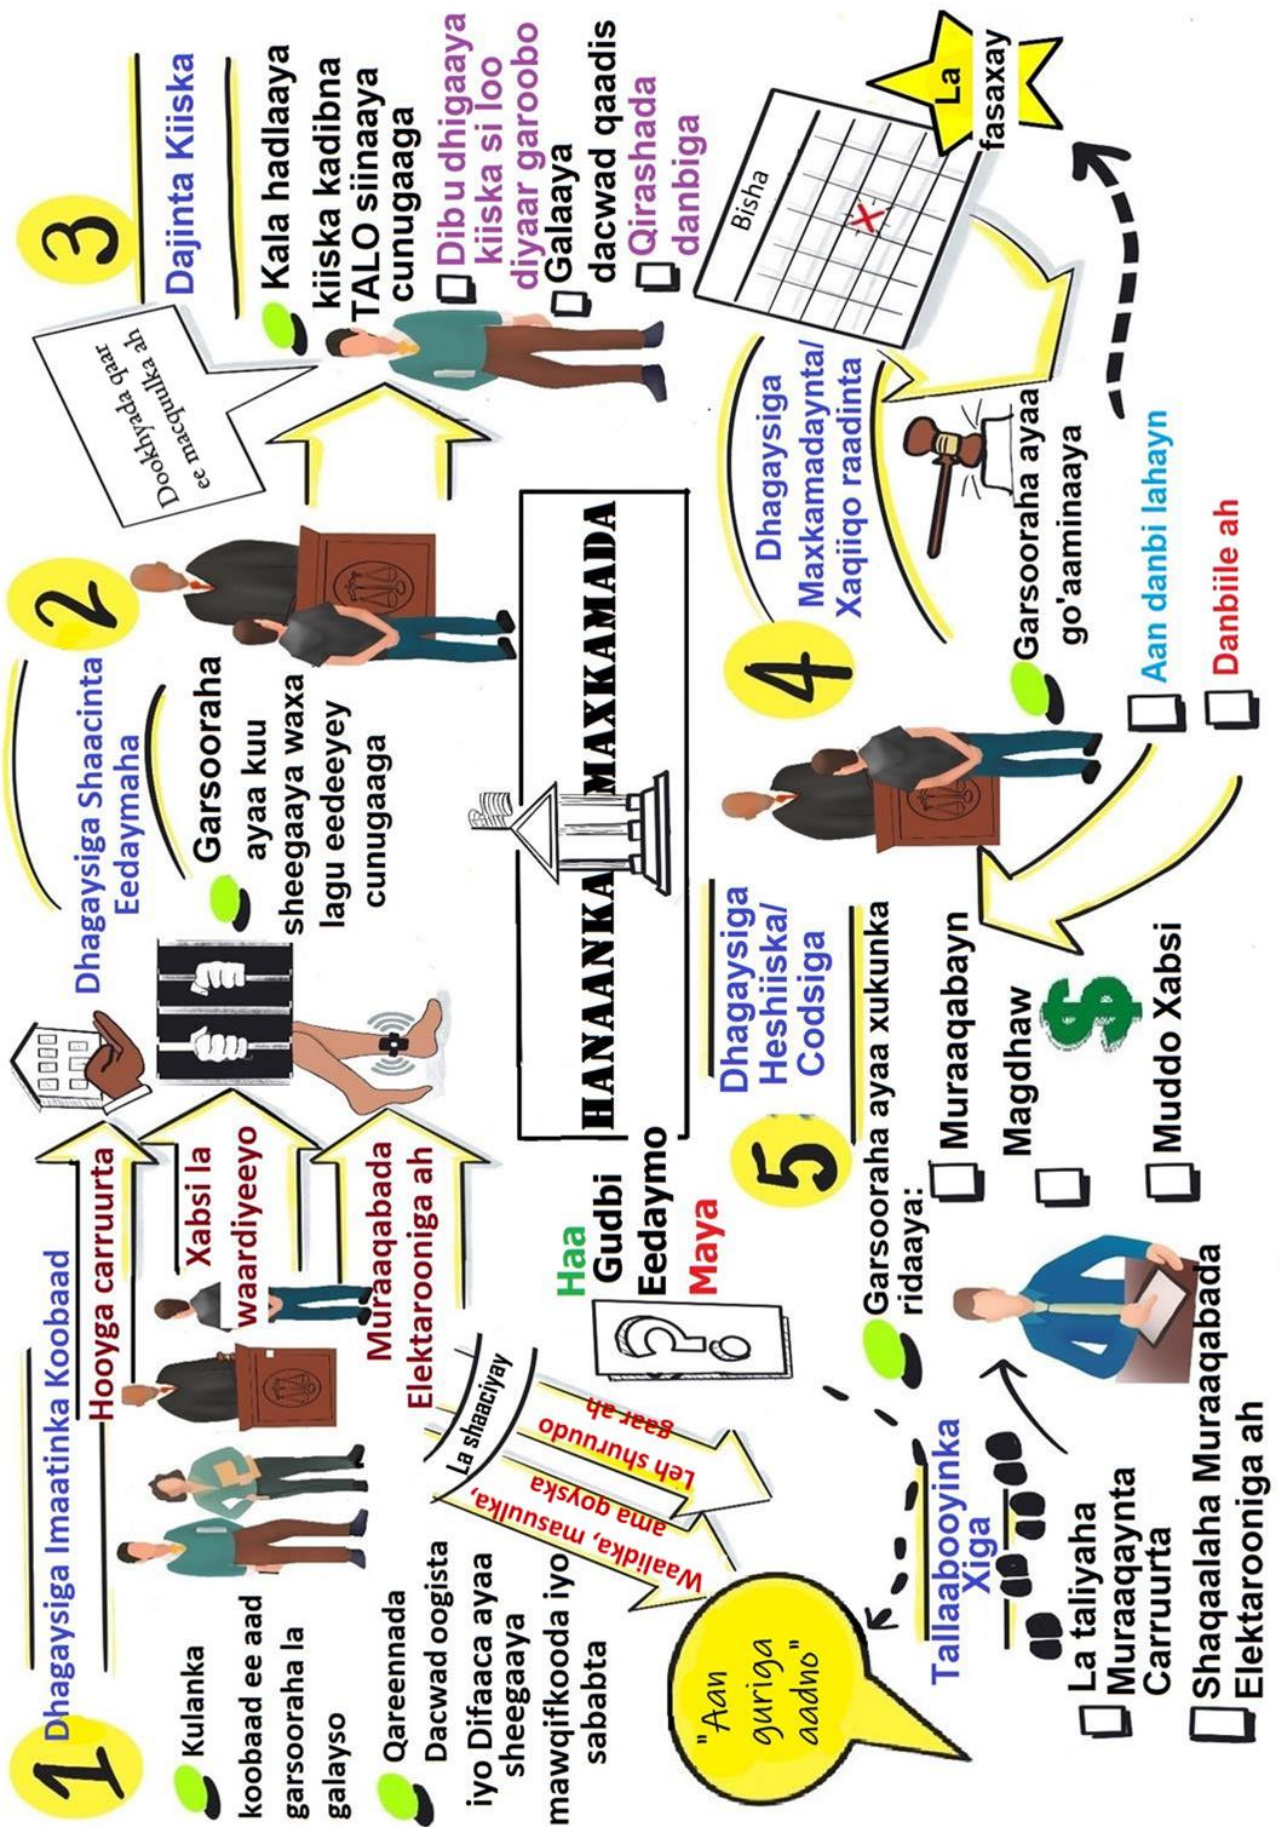 HANAANKA MAXKAMADA
1
Dhagaysiga Imaatinka Koobaad
Kulanka
koobaad ee aad
garsooraha la
galayso
Qareennada
Dacwad oogista
iyo Difaaca ayaa
sheegaaya
mawqifkooda iyo
sababta
Hooyga carruurta
Xabsi la
waardiyeeyo
Muraaqabada
Elektarooniga ah
La shaaciyay
Waalidka, masuulka,
ama qoyska
Leh shuruudo
gaar ah
"Aan
guriga
aadno"
?
Haa
Gudbi
Eedaymo
Maya
2
Dhagaysiga Shaacinta
Eedaymaha
Garsooraha
ayaa kuu
sheegaaya waxa
lagu eedeeyey
cunugaaga
3
Dookhyada qaar
ee macquulka ah
Dajinta Kiiska
Kala hadlaaya
kiiska kadibna
TALO siinaaya
cunugaaga
Dib u dhigaaya
kiiska si loo
diyaar garoobo
Galaaya
dacwad qaadis
Qirashada
danbiga
4
Dhagaysiga
Maxkamadaynta/
Xaqiiqo raadinta
Bisha
X
La
fasaxay
Garsooraha ayaa
go'aaminaaya
Aan danbi lahayn
Danbiile ah
5
Dhagaysiga
Heshiiska/
Codsiga
Garsooraha ayaa xukunka
ridaaya:
Muraaqabayn
Magdhaw
$
Muddo Xabsi
Tallaabooyinka
Xiga
La taliyaha
Muraaqaynta
Carruurta
Shaqaalaha Muraaqabada
Elektarooniga ah